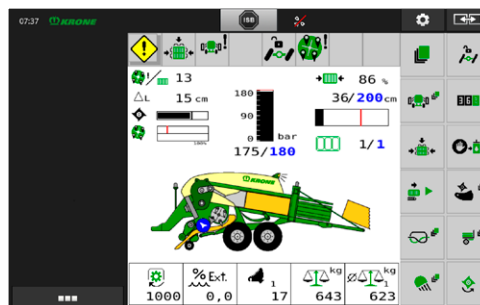 07:37 KRONE ISB
! ! !
!/ 13 86 %
△L 15 cm 180 36/200cm
90
100% 0 bar
175/180 1/1
KRONE
% Ext. 1 kg ⌀ 1 kg
1000 0,0 17 643 623